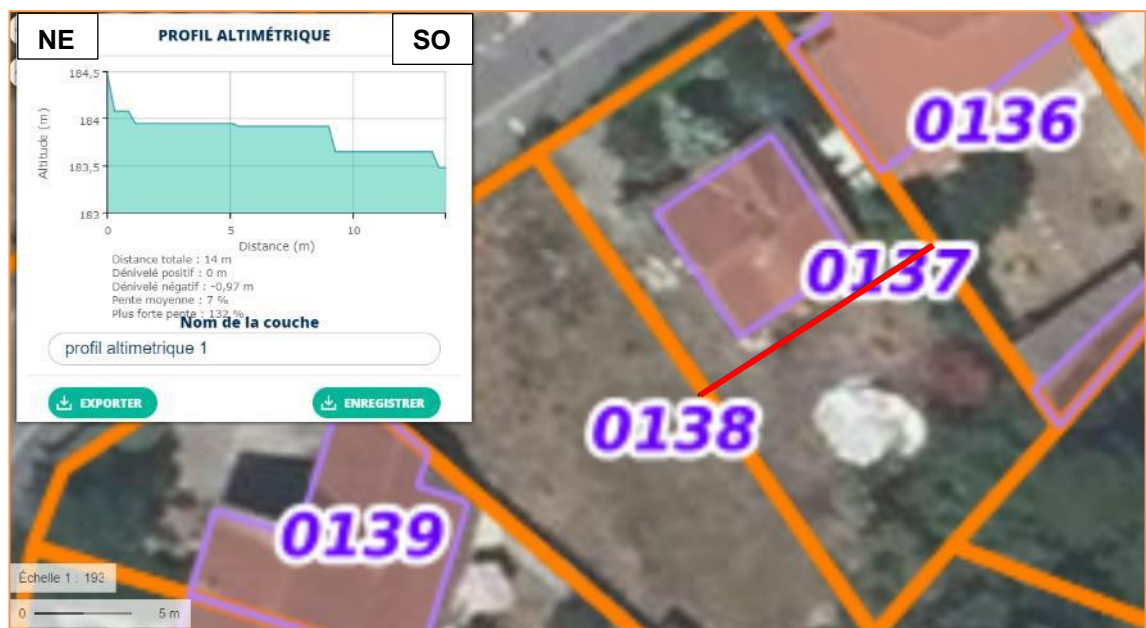 NE
PROFIL ALTIMÉTRIQUE
SO
184,5
184
183,5
183
Altitude (m)
0
5
10
Distance (m)
Distance totale : 14 m
Dénivelé positif : 0 m
Dénivelé négatif : -0,97 m
Pente moyenne : 7 %
Plus forte pente : 132 %
Nom de la couche
profil altimetrique 1
EXPORTER
ENREGISTRER
0136
0137
0138
0139
Échelle 1 : 193
0
5 m